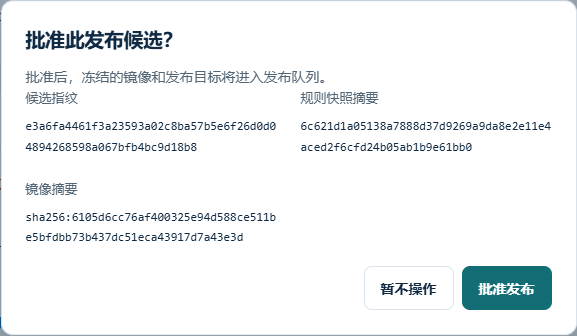 批准此发布候选？
批准后，冻结的镜像和发布目标将进入发布队列。
候选指纹
e3a6fa4461f3a23593a02c8ba57b5e6f26d0d0
4894268598a067bfb4bc9d18b8
规则快照摘要
6c621d1a05138a7888d37d9269a9da8e2e11e4
aced2f6cfd24b05ab1b9e61bb0
镜像摘要
sha256:6105d6cc76af400325e94d588ce511b
e5bfdbb73b437dc51eca43917d7a43e3d
暂不操作
批准发布